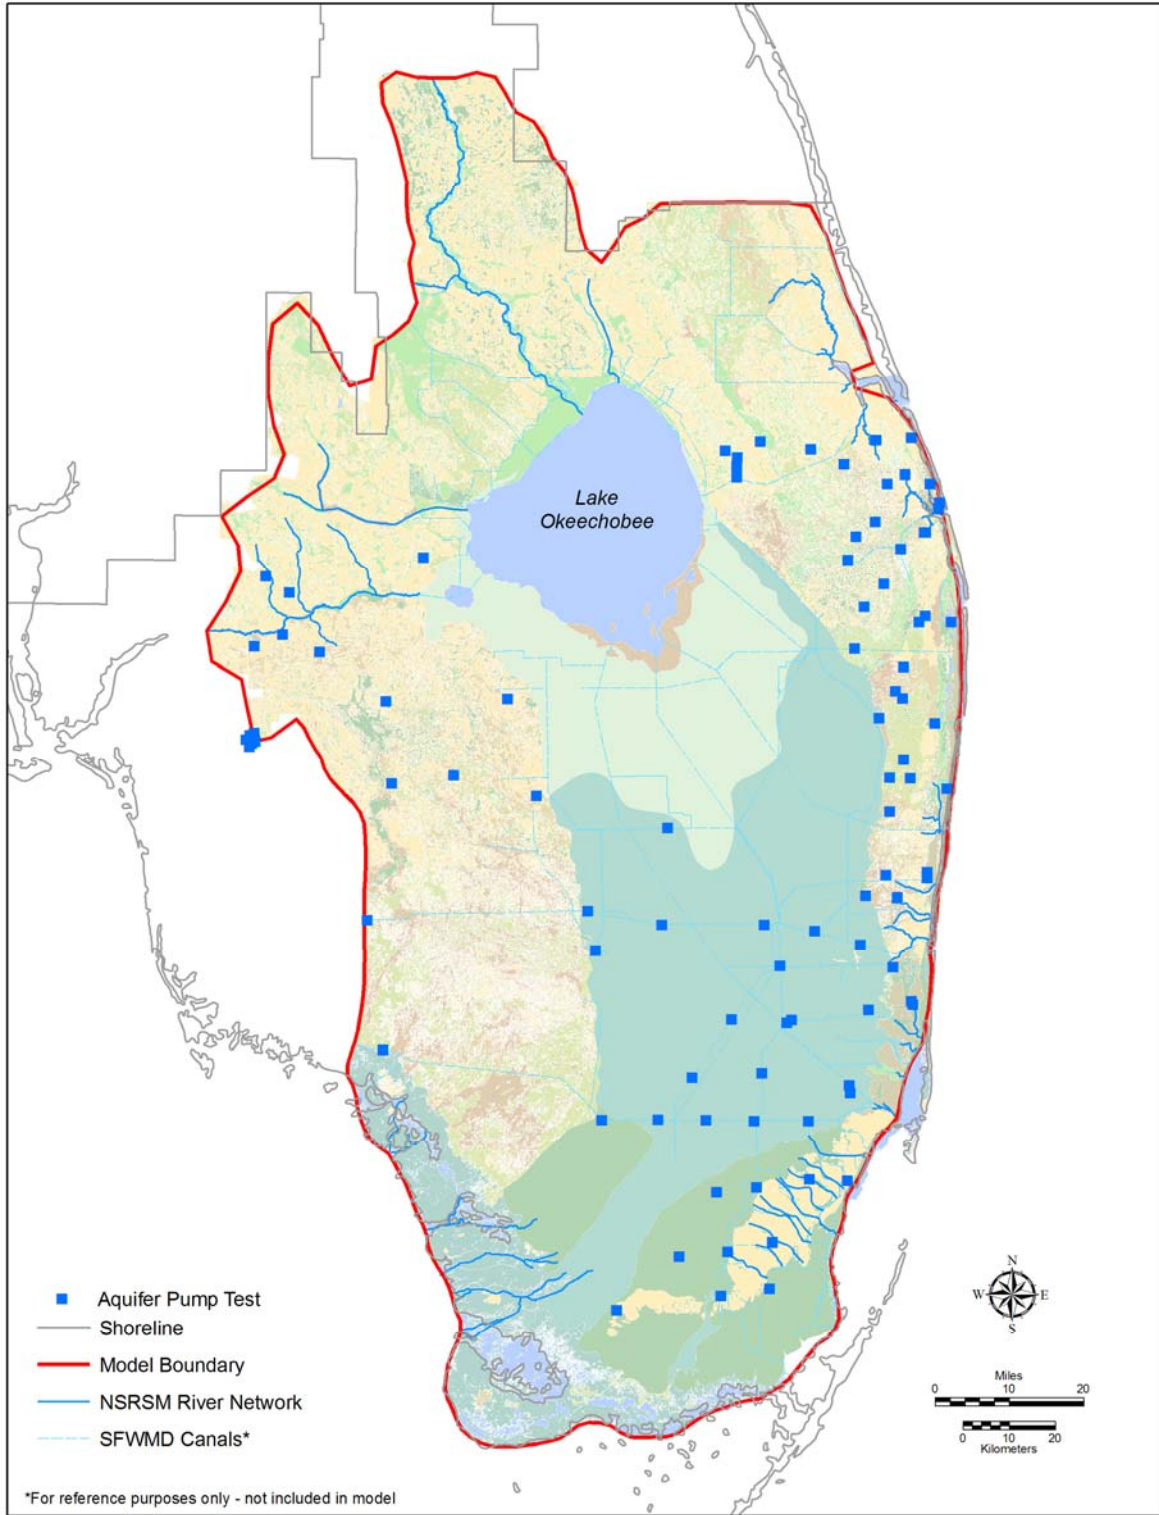 Lake
Okeechobee
Aquifer Pump Test
Shoreline
Model Boundary
NSRSM River Network
SFWMD Canals*
*For reference purposes only - not included in model
N
W E
S
Miles
0 10 20
0 10 20
Kilometers